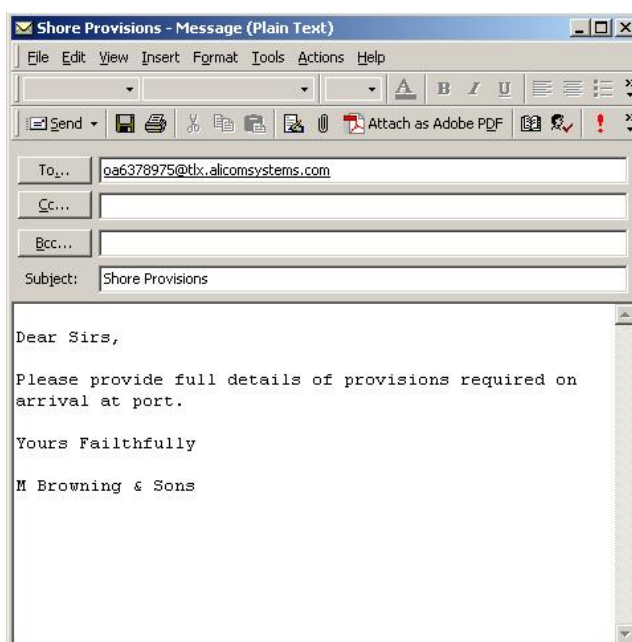 Shore Provisions - Message (Plain Text)
File Edit View Insert Format Tools Actions Help
A B I U
Send Attach as Adobe PDF
To... oa6378975@tlx.alicomsystems.com
Cc...
Bcc...
Subject: Shore Provisions
Dear Sirs,
Please provide full details of provisions required on
arrival at port.
Yours Failthfully
M Browning & Sons